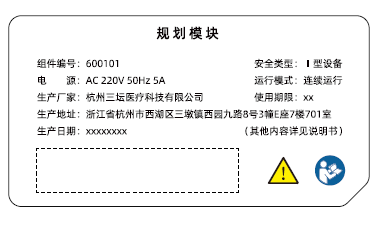 规划模块
组件编号：600101 安全类型：Ⅰ型设备
电 源：AC 220V 50Hz 5A 运行模式：连续运行
生产厂家：杭州三坛医疗科技有限公司 使用期限：xx
生产地址：浙江省杭州市西湖区三墩镇西园九路8号3幢E座7楼701室
生产日期：xxxxxxxx （其他内容详见说明书）